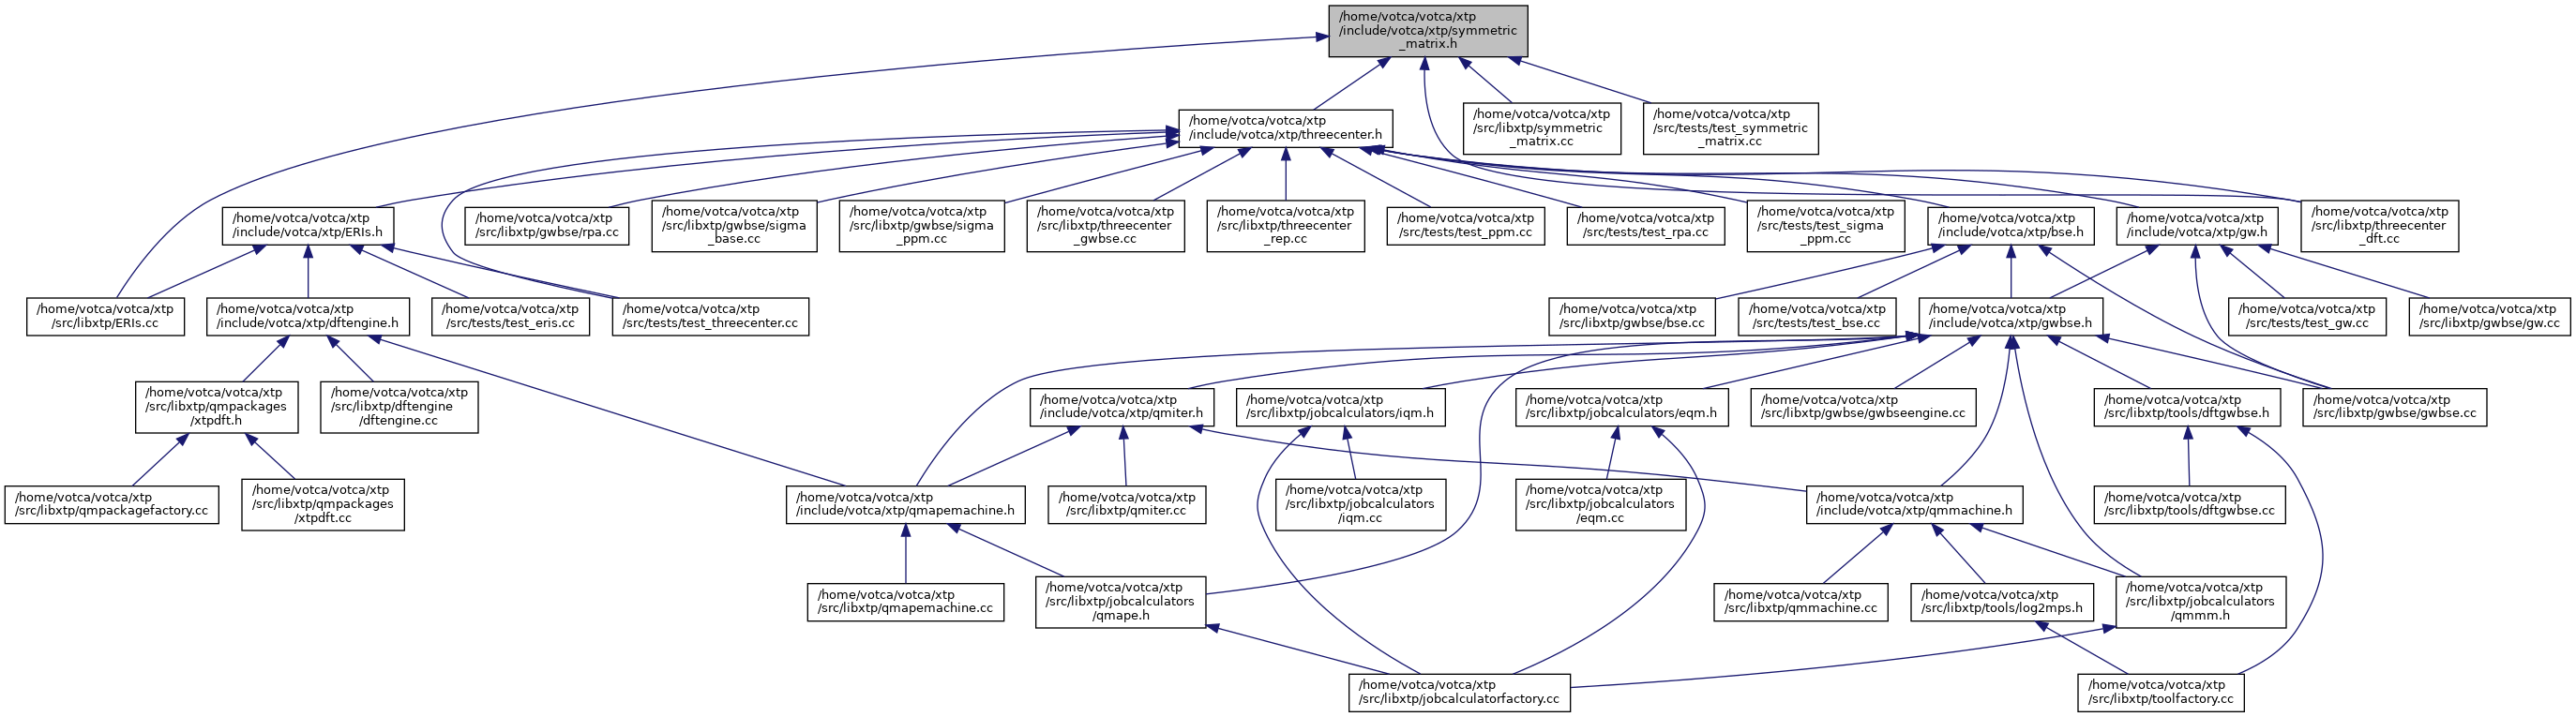 /home/votca/votca/xtp
/include/votca/xtp/symmetric
_matrix.h
/home/votca/votca/xtp
/include/votca/xtp/threecenter.h
/home/votca/votca/xtp
/src/libxtp/symmetric
_matrix.cc
/home/votca/votca/xtp
/src/tests/test_symmetric
_matrix.cc
/home/votca/votca/xtp
/include/votca/xtp/ERIs.h
/home/votca/votca/xtp
/src/libxtp/gwbse/rpa.cc
/home/votca/votca/xtp
/src/libxtp/gwbse/sigma
_base.cc
/home/votca/votca/xtp
/src/libxtp/gwbse/sigma
_ppm.cc
/home/votca/votca/xtp
/src/libxtp/threecenter
_gwbse.cc
/home/votca/votca/xtp
/src/libxtp/threecenter
_rep.cc
/home/votca/votca/xtp
/src/tests/test_ppm.cc
/home/votca/votca/xtp
/src/tests/test_rpa.cc
/home/votca/votca/xtp
/src/tests/test_sigma
_ppm.cc
/home/votca/votca/xtp
/include/votca/xtp/bse.h
/home/votca/votca/xtp
/include/votca/xtp/gw.h
/home/votca/votca/xtp
/src/libxtp/threecenter
_dft.cc
/home/votca/votca/xtp
/src/libxtp/ERIs.cc
/home/votca/votca/xtp
/include/votca/xtp/dftengine.h
/home/votca/votca/xtp
/src/tests/test_eris.cc
/home/votca/votca/xtp
/src/tests/test_threecenter.cc
/home/votca/votca/xtp
/src/libxtp/gwbse/bse.cc
/home/votca/votca/xtp
/src/tests/test_bse.cc
/home/votca/votca/xtp
/include/votca/xtp/gwbse.h
/home/votca/votca/xtp
/src/tests/test_gw.cc
/home/votca/votca/xtp
/src/libxtp/gwbse/gw.cc
/home/votca/votca/xtp
/src/libxtp/qmpackages
/xtpdft.h
/home/votca/votca/xtp
/src/libxtp/dftengine
/dftengine.cc
/home/votca/votca/xtp
/include/votca/xtp/qmiter.h
/home/votca/votca/xtp
/src/libxtp/jobcalculators/iqm.h
/home/votca/votca/xtp
/src/libxtp/jobcalculators/eqm.h
/home/votca/votca/xtp
/src/libxtp/gwbse/gwbseengine.cc
/home/votca/votca/xtp
/src/libxtp/tools/dftgwbse.h
/home/votca/votca/xtp
/src/libxtp/gwbse/gwbse.cc
/home/votca/votca/xtp
/src/libxtp/qmpackagefactory.cc
/home/votca/votca/xtp
/src/libxtp/qmpackages
/xtpdft.cc
/home/votca/votca/xtp
/include/votca/xtp/qmapemachine.h
/home/votca/votca/xtp
/src/libxtp/qmiter.cc
/home/votca/votca/xtp
/src/libxtp/jobcalculators
/iqm.cc
/home/votca/votca/xtp
/src/libxtp/jobcalculators
/eqm.cc
/home/votca/votca/xtp
/include/votca/xtp/qmmachine.h
/home/votca/votca/xtp
/src/libxtp/tools/dftgwbse.cc
/home/votca/votca/xtp
/src/libxtp/qmapemachine.cc
/home/votca/votca/xtp
/src/libxtp/jobcalculators
/qmape.h
/home/votca/votca/xtp
/src/libxtp/qmmachine.cc
/home/votca/votca/xtp
/src/libxtp/tools/log2mps.h
/home/votca/votca/xtp
/src/libxtp/jobcalculators
/qmmm.h
/home/votca/votca/xtp
/src/libxtp/jobcalculatorfactory.cc
/home/votca/votca/xtp
/src/libxtp/toolfactory.cc